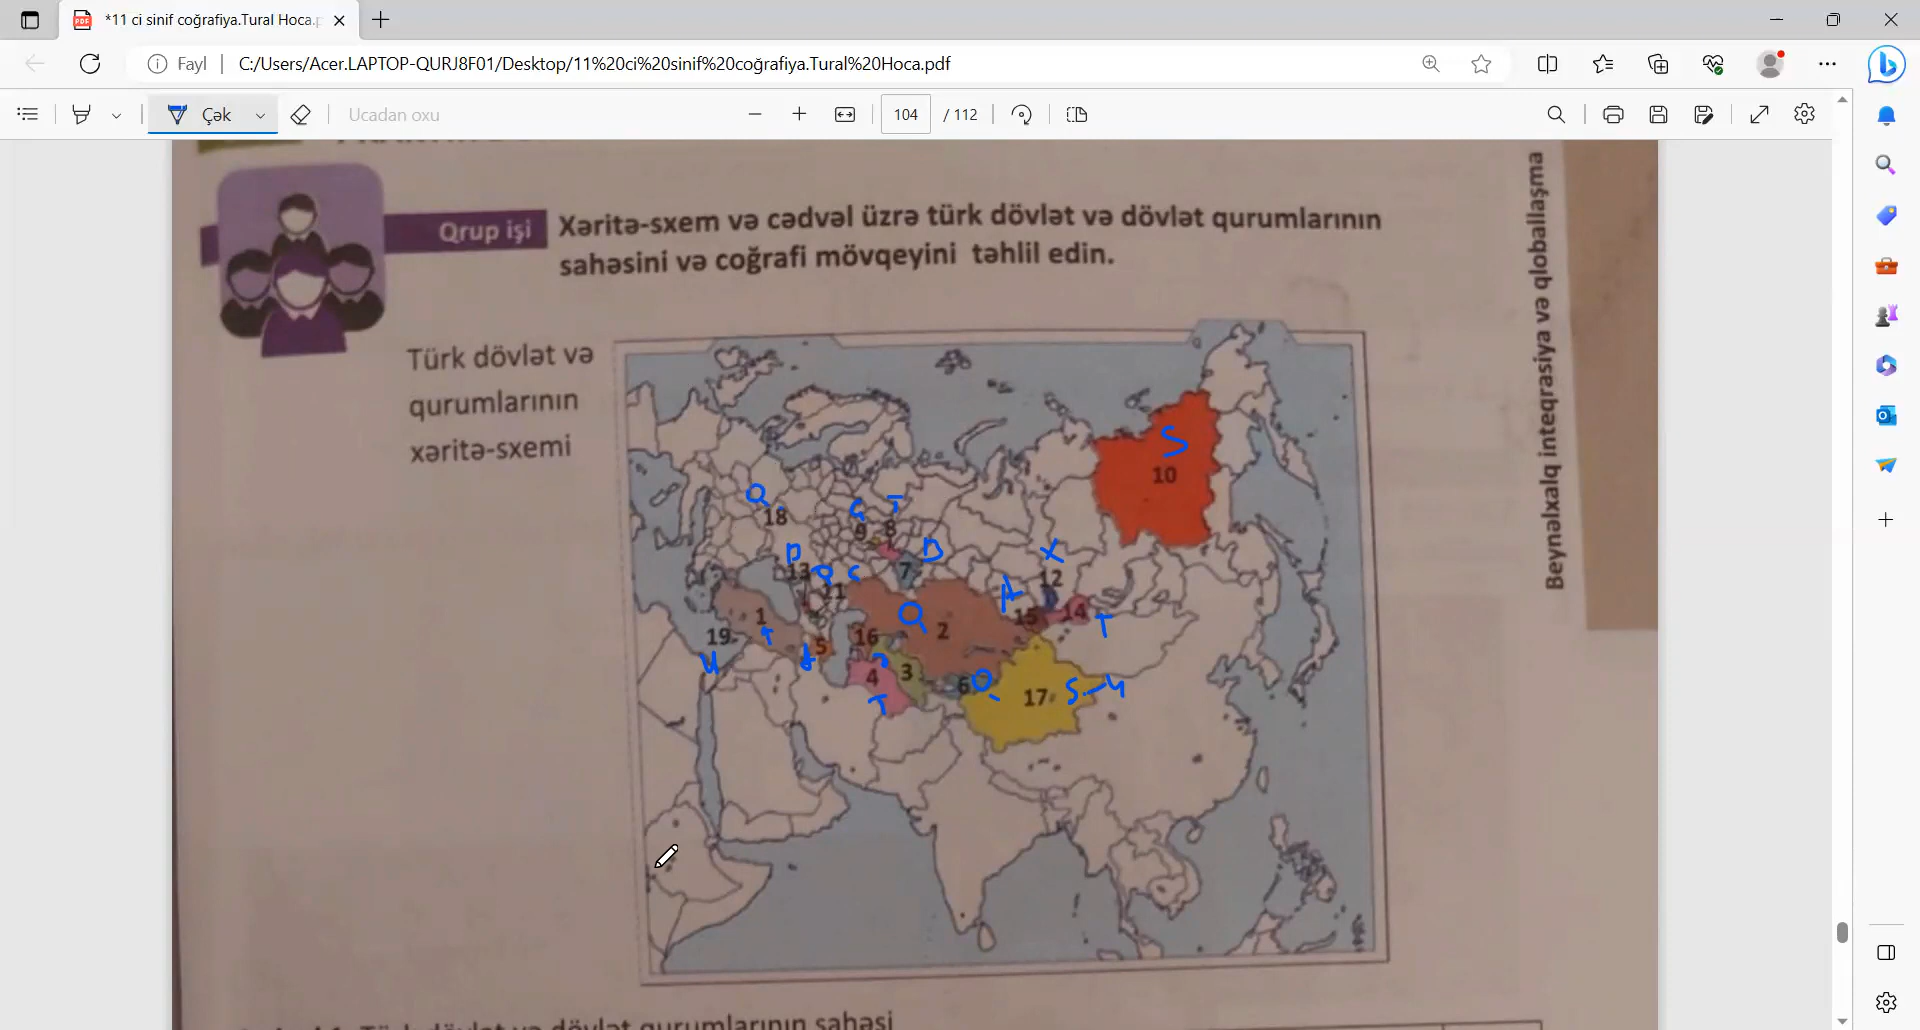 *11 ci sinif coğrafiya.Tural Hoca.p
Fayl
C:/Users/Acer.LAPTOP-QURJ8F01/Desktop/11%20ci%20sinif%20coğrafiya.Tural%20Hoca.pdf
Çək
Ucadan oxu
104 / 112
Qrup işi
Xəritə-sxem və cədvəl üzrə türk dövlət və dövlət qurumlarının
sahəsini və coğrafi mövqeyini təhlil edin.
Türk dövlət və
qurumlarının
xəritə-sxemi
S
10
Q
18
G
T
9
8
D
13
Q
S
11
7
B
X
12
A
1
T
Q
2
15
14
T
19
5
16
4
T
3
6
Q
17
S-U
Beynəlxalq inteqrasiya və qloballaşma
Türk dövlət və dövlət qurumlarının sahəsi